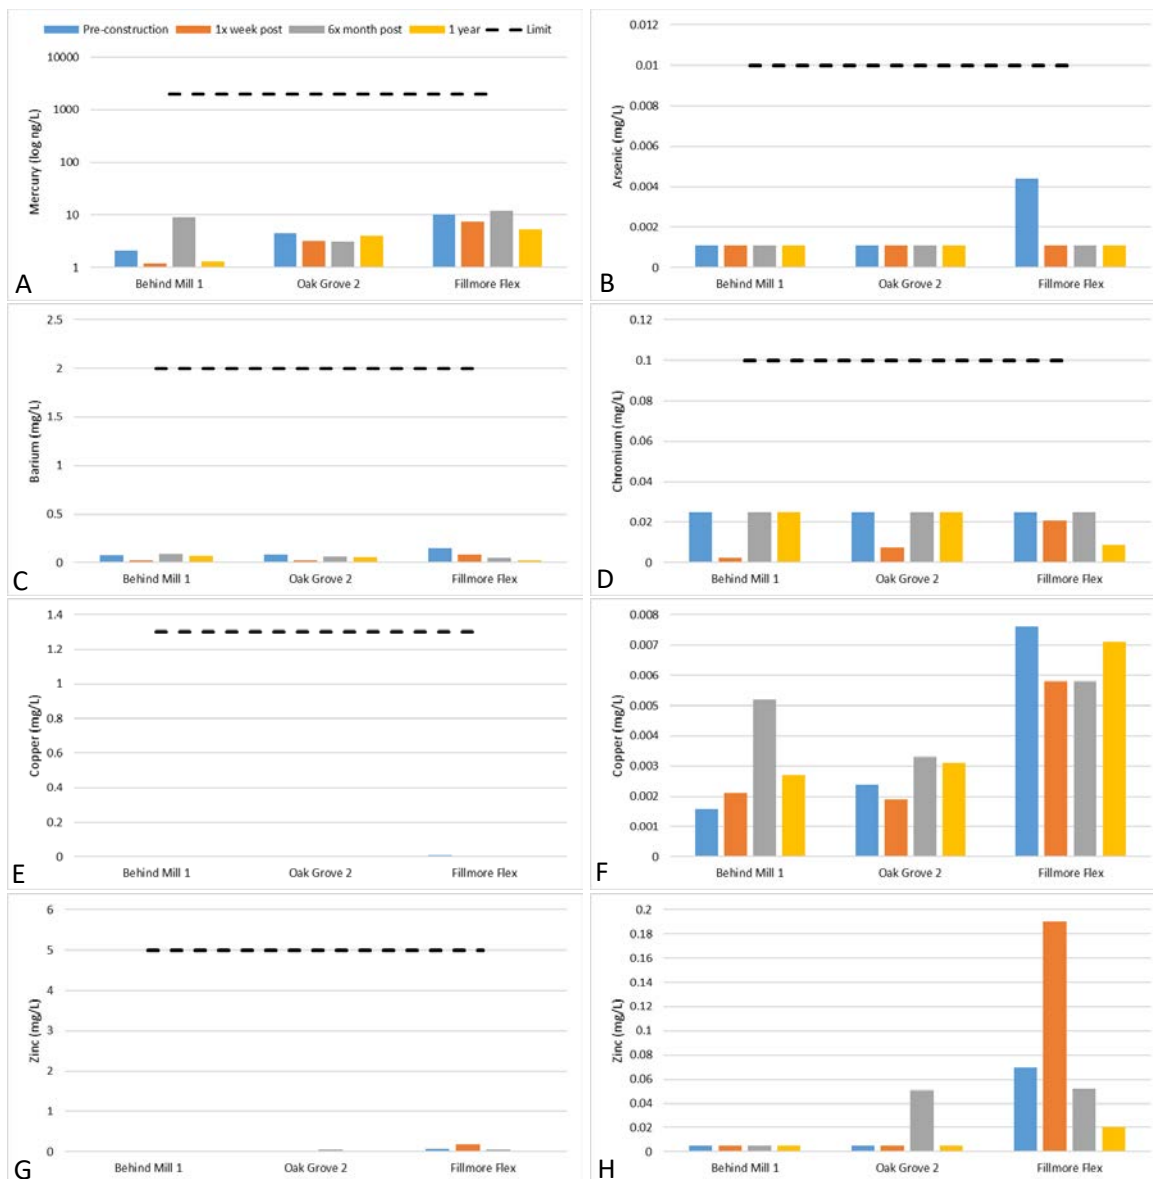 Pre-construction 1x week post 6x month post 1 year Limit
Mercury (log ng/L)
10000
1000
100
10
1
Behind Mill 1 Oak Grove 2 Fillmore Flex
A
Arsenic (mg/L)
0.012
0.01
0.008
0.006
0.004
0.002
0
Behind Mill 1 Oak Grove 2 Fillmore Flex
B
Barium (mg/L)
2.5
2
1.5
1
0.5
0
Behind Mill 1 Oak Grove 2 Fillmore Flex
C
Chromium (mg/L)
0.12
0.1
0.08
0.06
0.04
0.02
0
Behind Mill 1 Oak Grove 2 Fillmore Flex
D
Copper (mg/L)
1.4
1.2
1
0.8
0.6
0.4
0.2
0
Behind Mill 1 Oak Grove 2 Fillmore Flex
E
Copper (mg/L)
0.008
0.007
0.006
0.005
0.004
0.003
0.002
0.001
0
Behind Mill 1 Oak Grove 2 Fillmore Flex
F
Zinc (mg/L)
6
5
4
3
2
1
0
Behind Mill 1 Oak Grove 2 Fillmore Flex
G
Zinc (mg/L)
0.2
0.18
0.16
0.14
0.12
0.1
0.08
0.06
0.04
0.02
0
Behind Mill 1 Oak Grove 2 Fillmore Flex
H